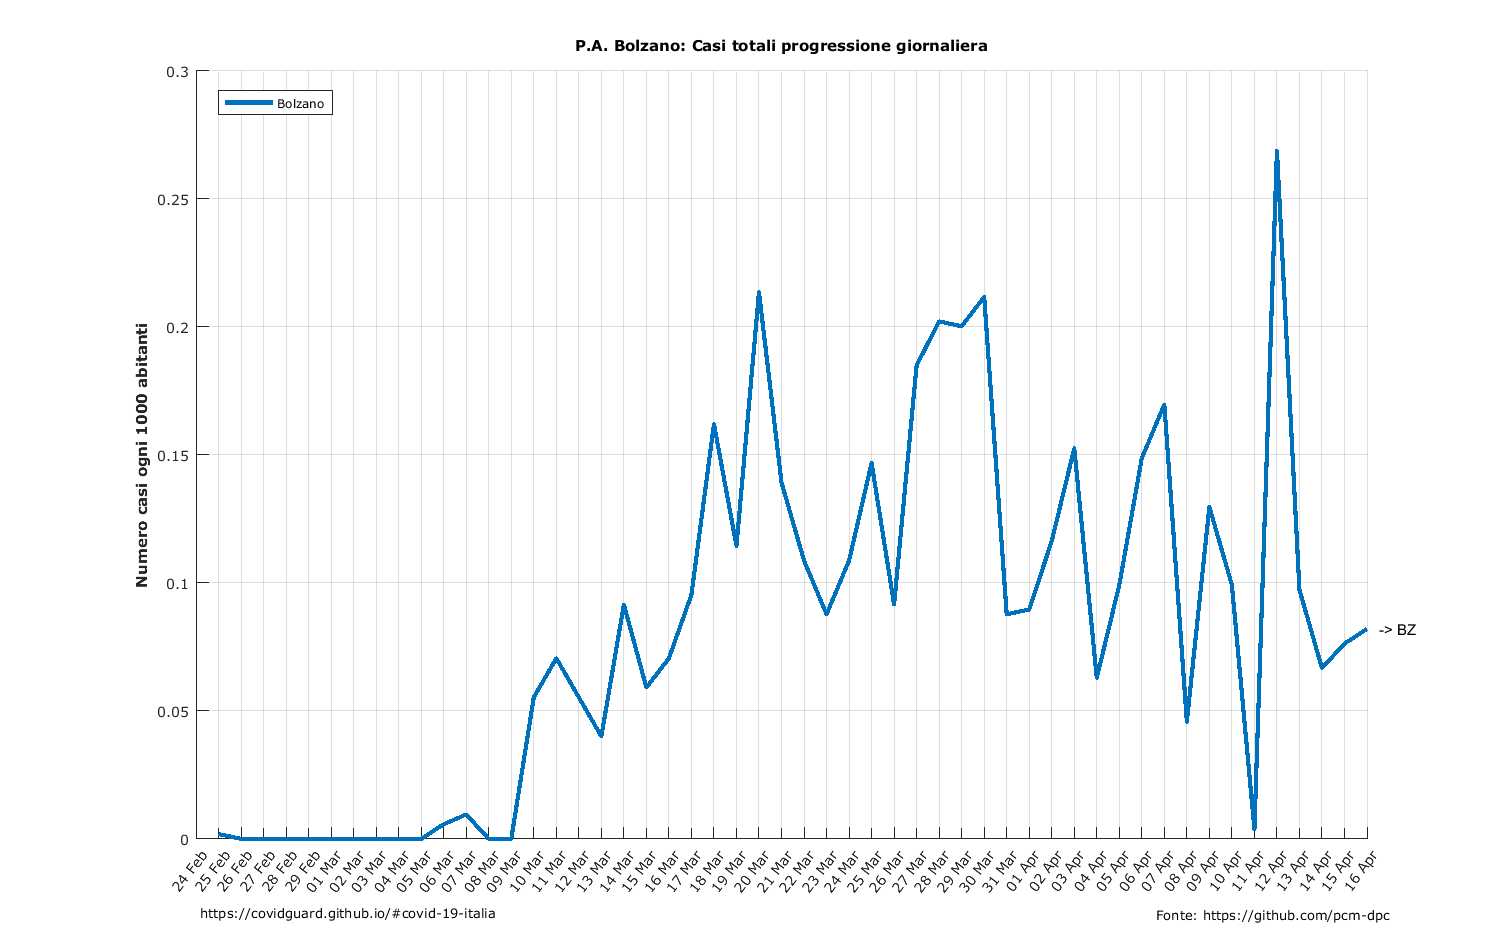 P.A. Bolzano: Casi totali progressione giornaliera
Bolzano
Numero casi ogni 1000 abitanti
0.3
0.25
0.2
0.15
0.1
0.05
0
-> BZ
24 Feb
25 Feb
26 Feb
27 Feb
28 Feb
29 Feb
01 Mar
02 Mar
03 Mar
04 Mar
05 Mar
06 Mar
07 Mar
08 Mar
09 Mar
10 Mar
11 Mar
12 Mar
13 Mar
14 Mar
15 Mar
16 Mar
17 Mar
18 Mar
19 Mar
20 Mar
21 Mar
22 Mar
23 Mar
24 Mar
25 Mar
26 Mar
27 Mar
28 Mar
29 Mar
30 Mar
31 Mar
01 Apr
02 Apr
03 Apr
04 Apr
05 Apr
06 Apr
07 Apr
08 Apr
09 Apr
10 Apr
11 Apr
12 Apr
13 Apr
14 Apr
15 Apr
16 Apr
https://covidguard.github.io/#covid-19-italia
Fonte: https://github.com/pcm-dpc